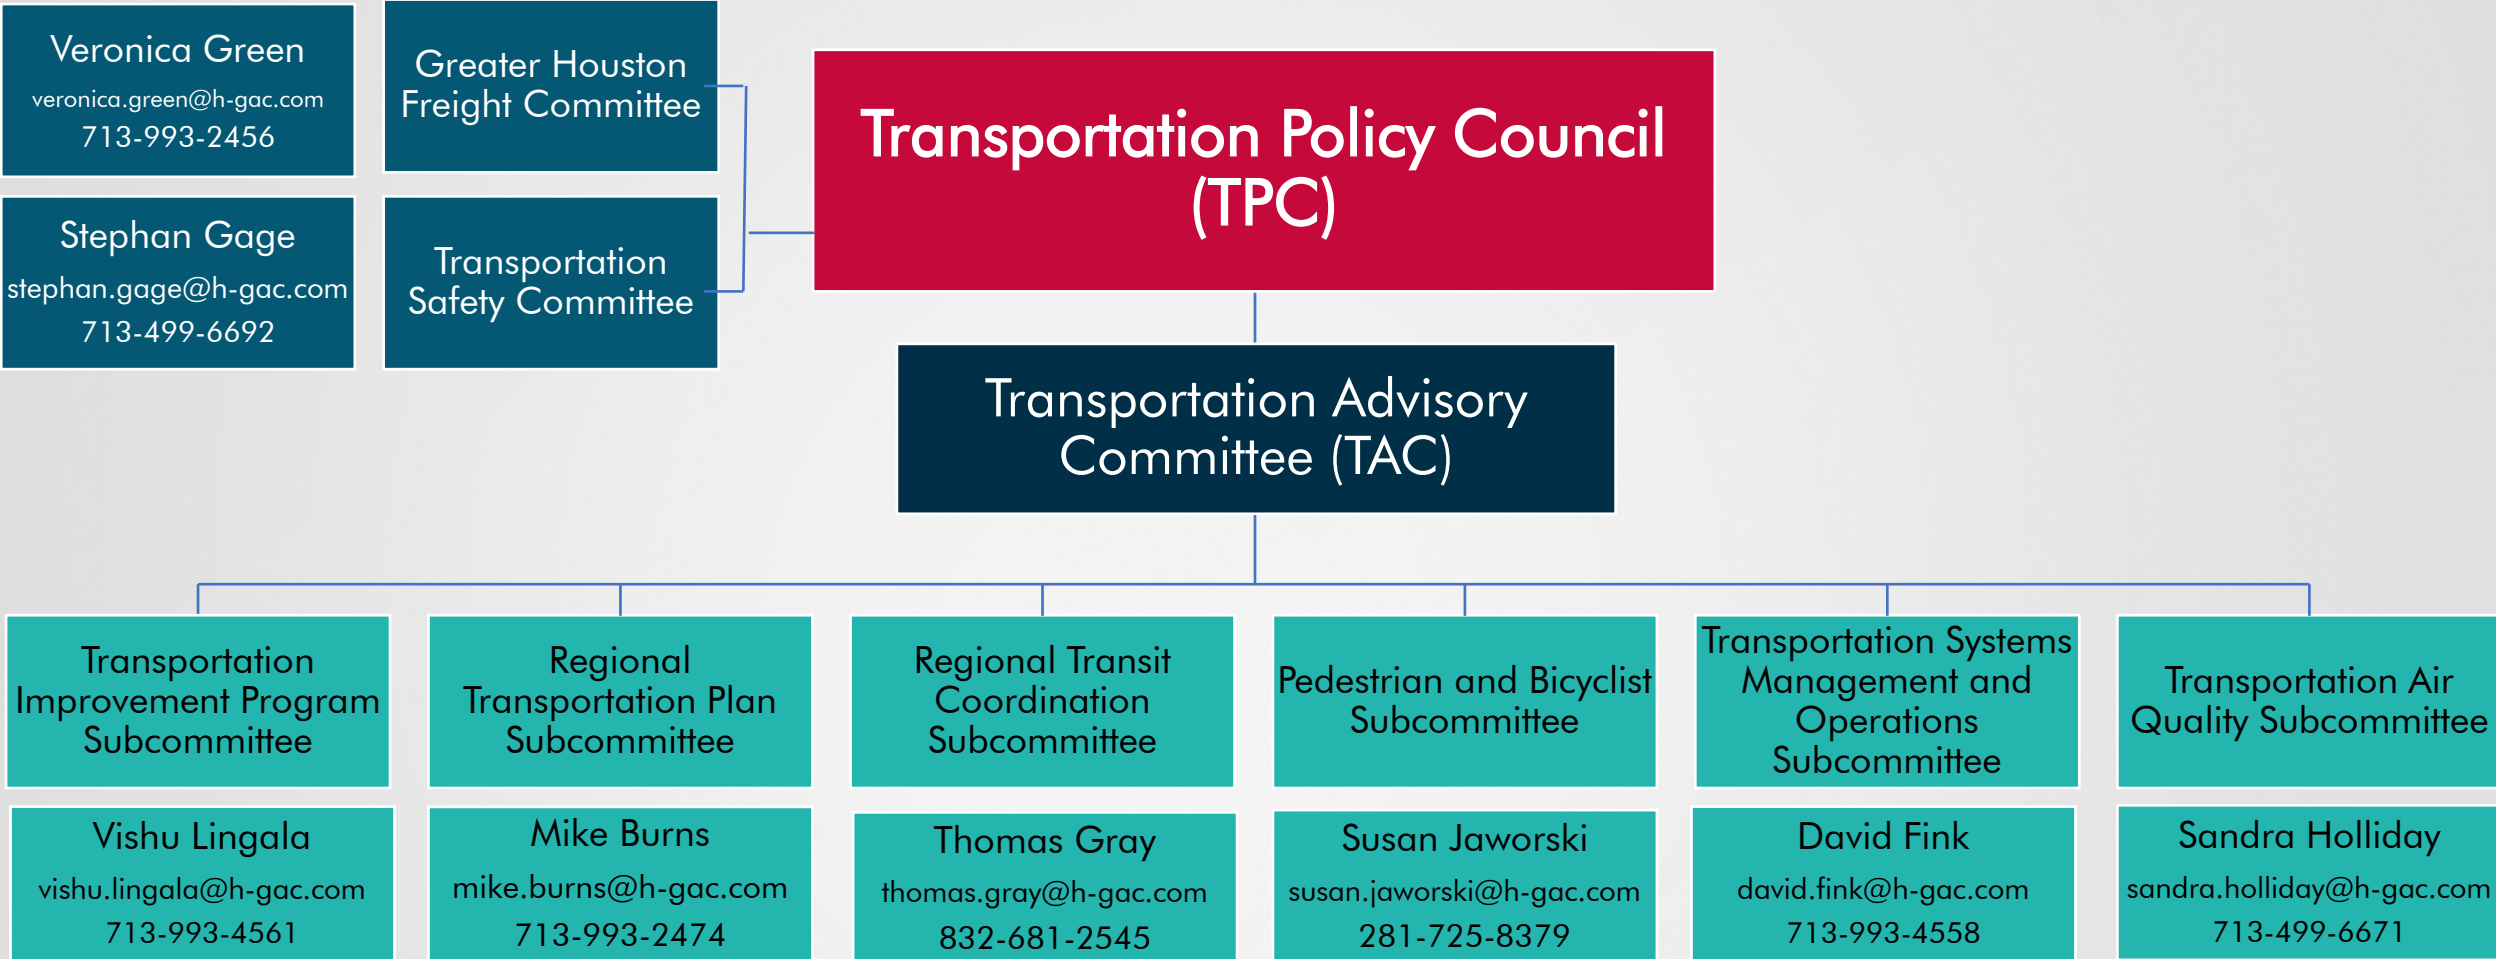 Veronica Green
veronica.green@h-gac.com
713-993-2456
Greater Houston
Freight Committee
Stephan Gage
stephan.gage@h-gac.com
713-499-6692
Transportation
Safety Committee
Transportation Policy Council
(TPC)
Transportation Advisory
Committee (TAC)
Transportation
Improvement Program
Subcommittee
Regional
Transportation Plan
Subcommittee
Regional Transit
Coordination
Subcommittee
Pedestrian and Bicyclist
Subcommittee
Transportation Systems
Management and
Operations
Subcommittee
Transportation Air
Quality Subcommittee
Vishu Lingala
vishu.lingala@h-gac.com
713-993-4561
Mike Burns
mike.burns@h-gac.com
713-993-2474
Thomas Gray
thomas.gray@h-gac.com
832-681-2545
Susan Jaworski
susan.jaworski@h-gac.com
281-725-8379
David Fink
david.fink@h-gac.com
713-993-4558
Sandra Holliday
sandra.holliday@h-gac.com
713-499-6671